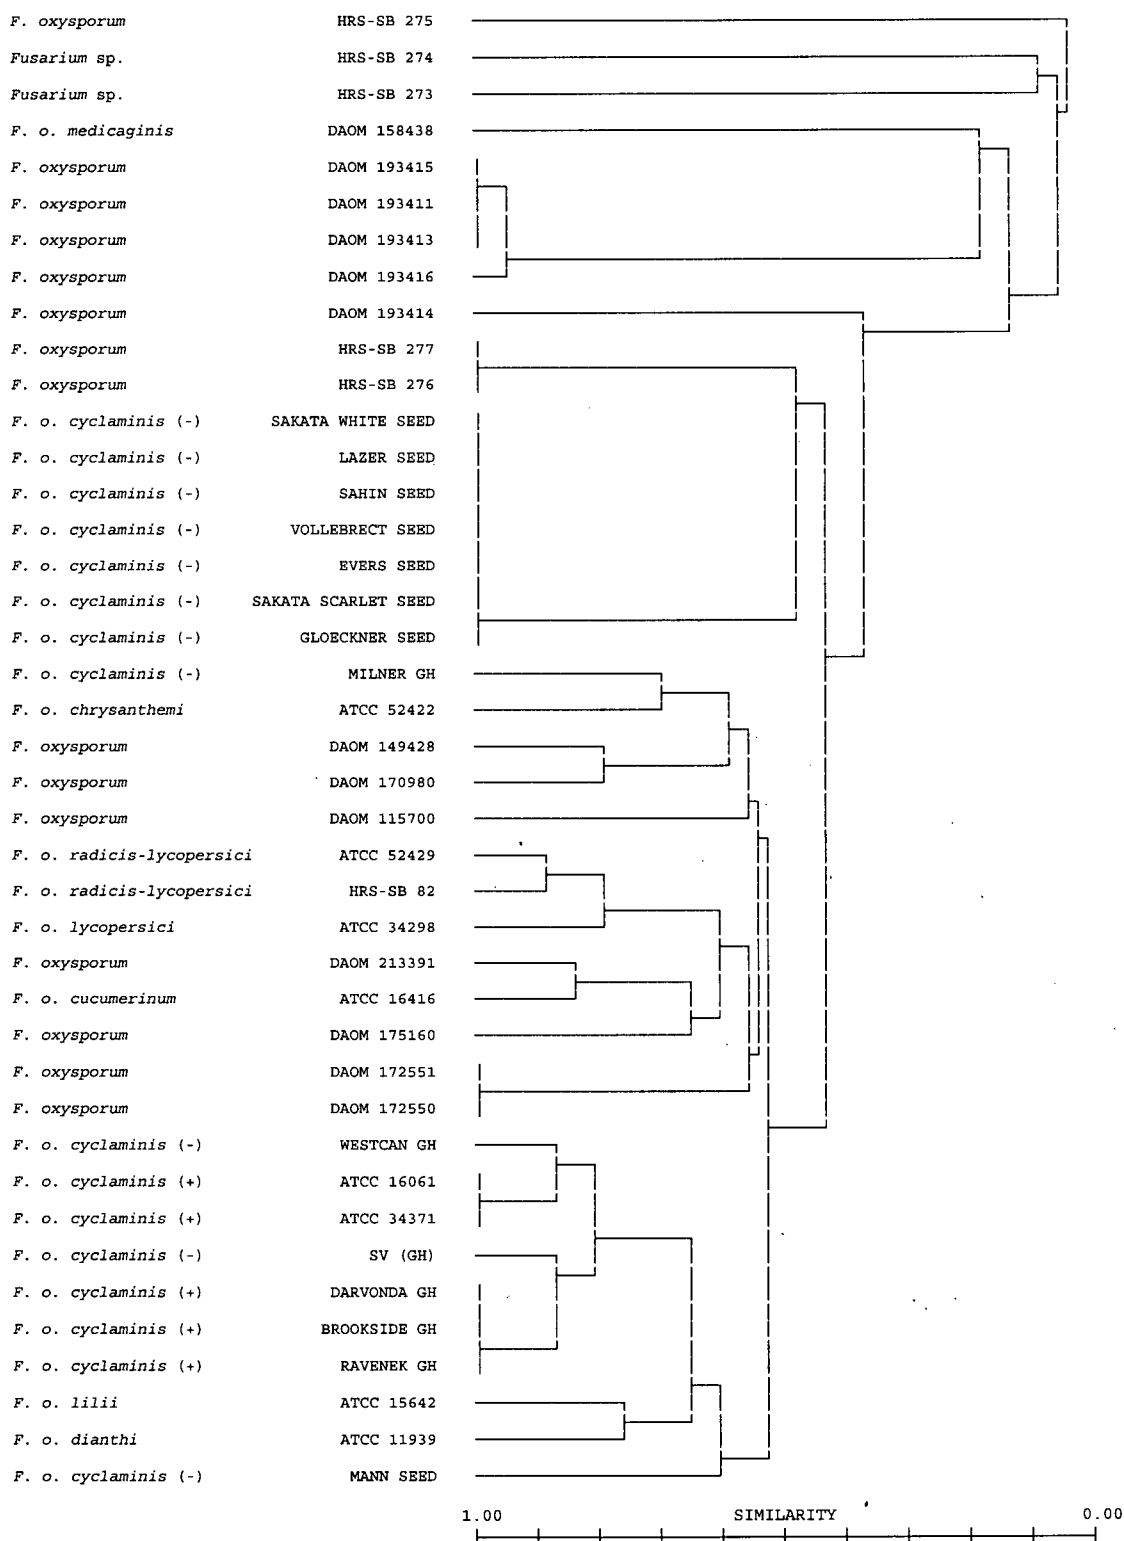 F. oxysporum HRS-SB 275
Fusarium sp. HRS-SB 274
Fusarium sp. HRS-SB 273
F. o. medicaginis DAOM 158438
F. oxysporum DAOM 193415
F. oxysporum DAOM 193411
F. oxysporum DAOM 193413
F. oxysporum DAOM 193416
F. oxysporum DAOM 193414
F. oxysporum HRS-SB 277
F. oxysporum HRS-SB 276
F. o. cyclaminis (-) SAKATA WHITE SEED
F. o. cyclaminis (-) LAZER SEED
F. o. cyclaminis (-) SAHIN SEED
F. o. cyclaminis (-) VOLLEBRECT SEED
F. o. cyclaminis (-) EVERS SEED
F. o. cyclaminis (-) SAKATA SCARLET SEED
F. o. cyclaminis (-) GLOECKNER SEED
F. o. cyclaminis (-) MILNER GH
F. o. chrysanthemi ATCC 52422
F. oxysporum DAOM 149428
F. oxysporum DAOM 170980
F. oxysporum DAOM 115700
F. o. radicis-lycopersici ATCC 52429
F. o. radicis-lycopersici HRS-SB 82
F. o. lycopersici ATCC 34298
F. oxysporum DAOM 213391
F. o. cucumerinum ATCC 16416
F. oxysporum DAOM 175160
F. oxysporum DAOM 172551
F. oxysporum DAOM 172550
F. o. cyclaminis (-) WESTCAN GH
F. o. cyclaminis (+) ATCC 16061
F. o. cyclaminis (+) ATCC 34371
F. o. cyclaminis (-) SV (GH)
F. o. cyclaminis (+) DARVONDA GH
F. o. cyclaminis (+) BROOKSIDE GH
F. o. cyclaminis (+) RAVENEK GH
F. o. lilii ATCC 15642
F. o. dianthi ATCC 11939
F. o. cyclaminis (-) MANN SEED
1.00 SIMILARITY 0.00